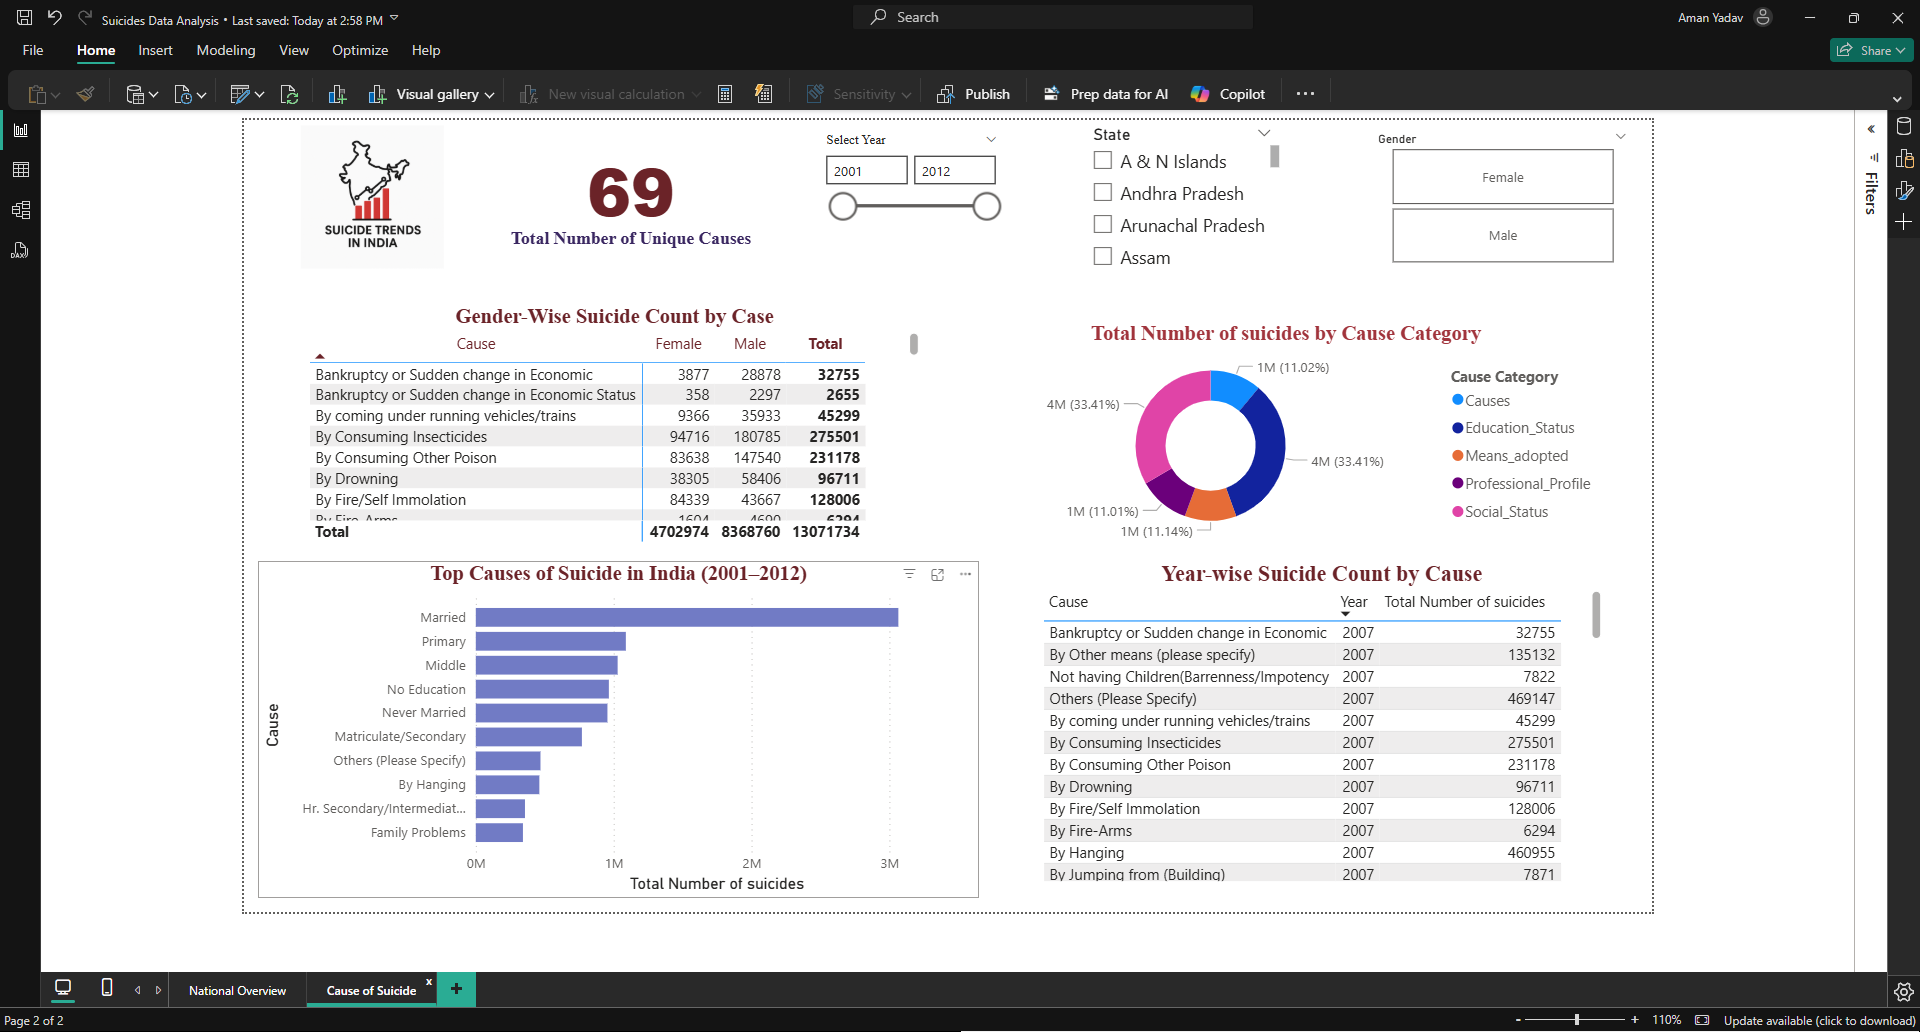 Suicides Data Analysis • Last saved: Today at 2:58 PM
Search
Aman Yadav
File Home Insert Modeling View Optimize Help
Share
Visual gallery
New visual calculation
Sensitivity
Publish
Prep data for AI
Copilot
SUICIDE TRENDS
IN INDIA
69
Total Number of Unique Causes
Select Year
2001 2012
State
A & N Islands
Andhra Pradesh
Arunachal Pradesh
Assam
Gender
Female
Male
Filters
Gender-Wise Suicide Count by Case
Cause Female Male Total
Bankruptcy or Sudden change in Economic 3877 28878 32755
Bankruptcy or Sudden change in Economic Status 358 2297 2655
By coming under running vehicles/trains 9366 35933 45299
By Consuming Insecticides 94716 180785 275501
By Consuming Other Poison 83638 147540 231178
By Drowning 38305 58406 96711
By Fire/Self Immolation 84339 43667 128006
By Fire-Arms 1604 4690 6294
Total 4702974 8368760 13071734
Total Number of suicides by Cause Category
1M (11.02%)
4M (33.41%)
4M (33.41%)
1M (11.01%)
1M (11.14%)
Cause Category
Causes
Education_Status
Means_adopted
Professional_Profile
Social_Status
Top Causes of Suicide in India (2001–2012)
Cause
Married
Primary
Middle
No Education
Never Married
Matriculate/Secondary
Others (Please Specify)
By Hanging
Hr. Secondary/Intermediat...
Family Problems
0M 1M 2M 3M
Total Number of suicides
Year-wise Suicide Count by Cause
Cause Year Total Number of suicides
Bankruptcy or Sudden change in Economic 2007 32755
By Other means (please specify) 2007 135132
Not having Children(Barrenness/Impotency 2007 7822
Others (Please Specify) 2007 469147
By coming under running vehicles/trains 2007 45299
By Consuming Insecticides 2007 275501
By Consuming Other Poison 2007 231178
By Drowning 2007 96711
By Fire/Self Immolation 2007 128006
By Fire-Arms 2007 6294
By Hanging 2007 460955
By Jumping from (Building) 2007 7871
National Overview
Cause of Suicide x
Page 2 of 2
- + 110%
Update available (click to download)